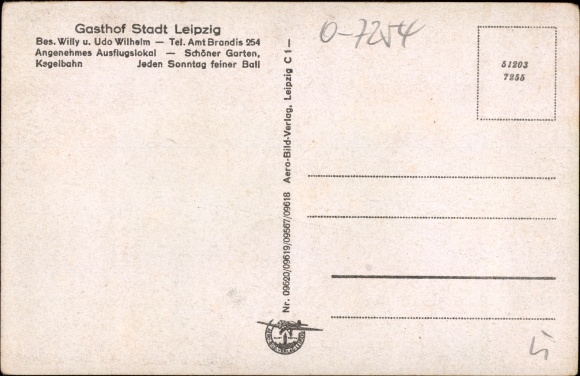 Gasthof Stadt Leipzig
Bes. Willy u. Udo Wilhelm — Tel. Amt Brandis 254
Angenehmes Ausflugslokal — Schöner Garten,
Kegelbahn Jeden Sonntag feiner Ball
Nr. 09620/09619/09567/09618 Aero-Bild-Verlag, Leipzig C 1 —
O-7254
51203
7255